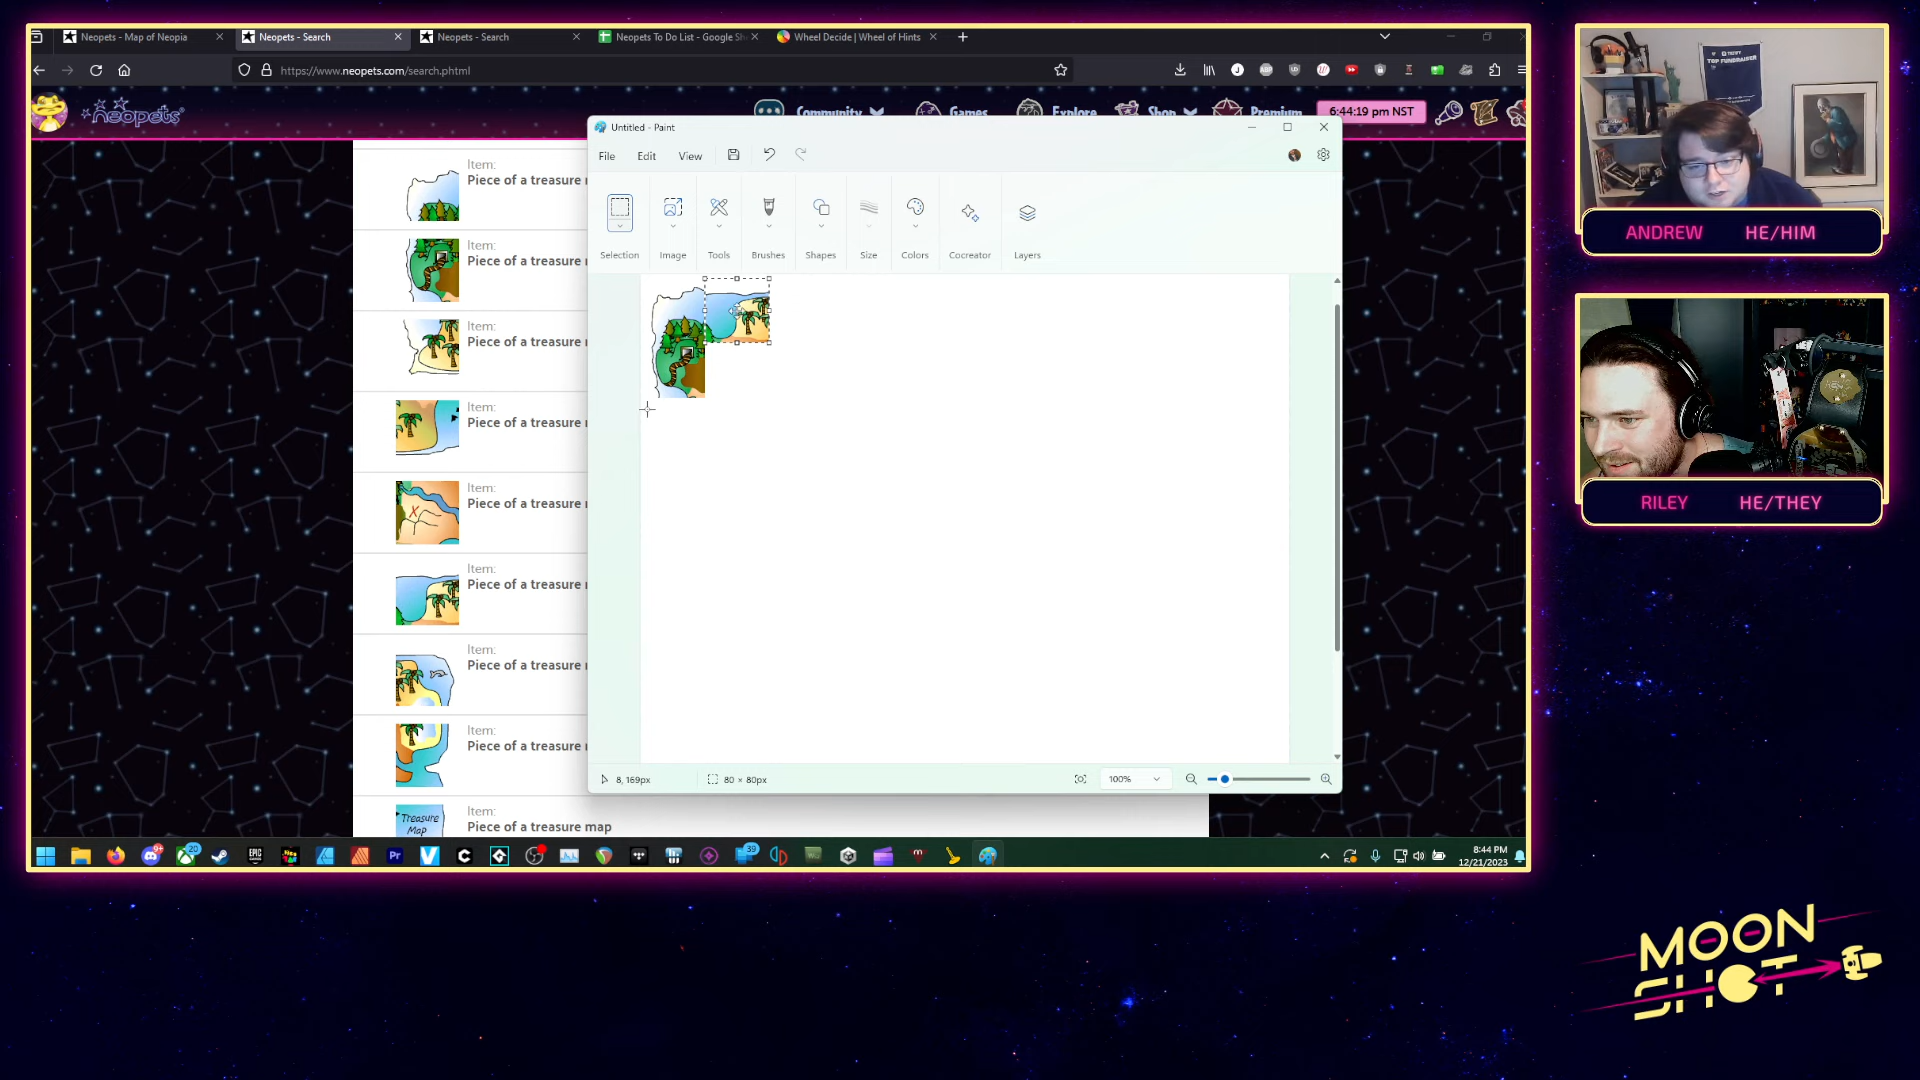 Neopets - Map of Neopia
Neopets - Search
Neopets - Search
Neopets To Do List - Google Sh
Wheel Decide | Wheel of Hints
https://www.neopets.com/search.phtml
neopets
Community
Games
Explore
Shop
Premium
6:44:19 pm NST
Untitled - Paint
File
Edit
View
Selection
Image
Tools
Brushes
Shapes
Size
Colors
Cocreator
Layers
Item:
Piece of a treasure
Item:
Piece of a treasure
Item:
Piece of a treasure
Item:
Piece of a treasure
Item:
Piece of a treasure
Item:
Piece of a treasure
Item:
Piece of a treasure
Item:
Piece of a treasure
Item:
Piece of a treasure map
Treasure
Map
8, 169px
80 × 80px
100%
8:44 PM
12/21/2023
TOP FUNDRAISER
ANDREW HE/HIM
RILEY HE/THEY
MOON
SHOT